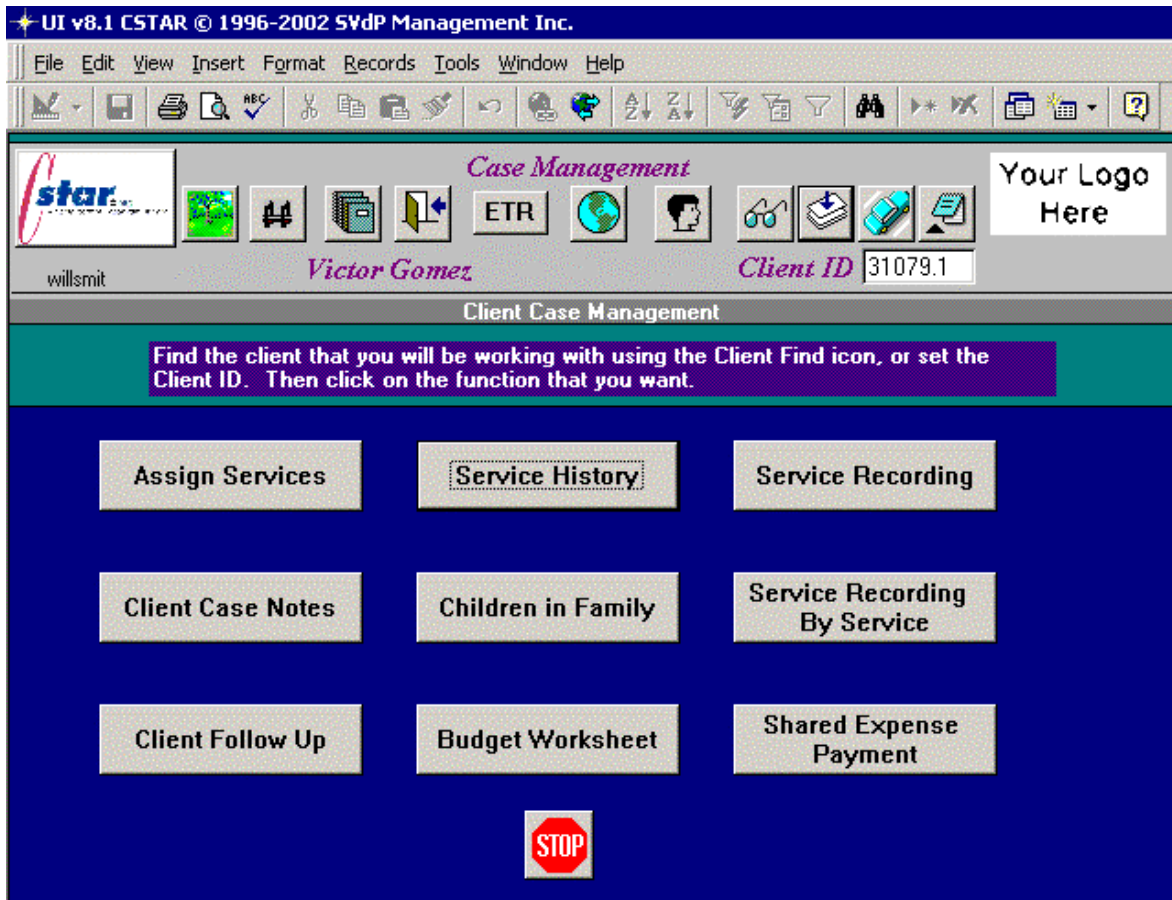 UI v8.1 CSTAR © 1996-2002 SVdP Management Inc.
File Edit View Insert Format Records Tools Window Help
ABC
Case Management
Your Logo
Here
star
ETR
willsmit
Victor Gomez
Client ID 31079.1
Client Case Management
Find the client that you will be working with using the Client Find icon, or set the
Client ID. Then click on the function that you want.
Assign Services
Service History
Service Recording
Client Case Notes
Children in Family
Service Recording
By Service
Client Follow Up
Budget Worksheet
Shared Expense
Payment
STOP